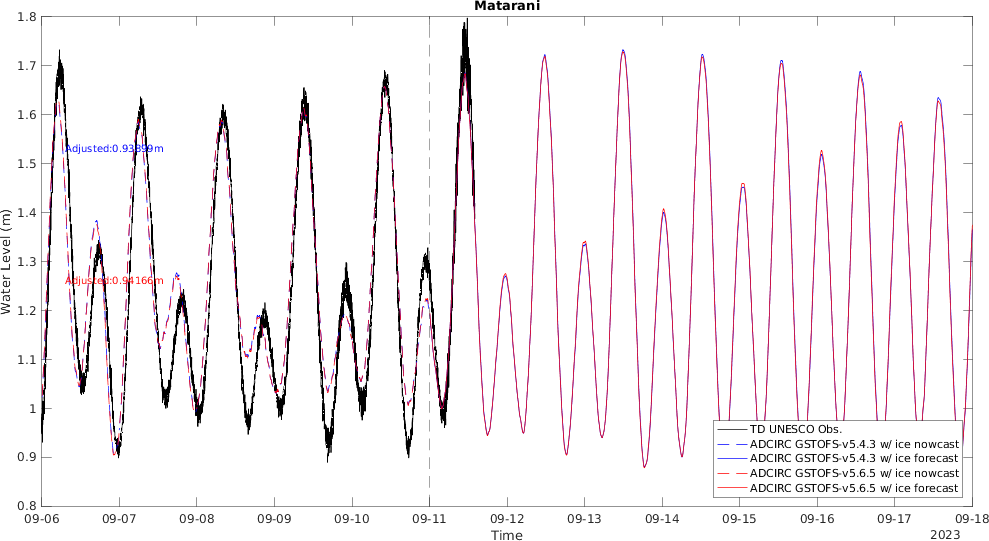 Matarani
Water Level (m)
1.8
1.7
1.6
1.5
1.4
1.3
1.2
1.1
1
0.9
0.8
Adjusted:0.93899m
Adjusted:0.94166m
TD UNESCO Obs.
ADCIRC GSTOFS-v5.4.3 w/ ice nowcast
ADCIRC GSTOFS-v5.4.3 w/ ice forecast
ADCIRC GSTOFS-v5.6.5 w/ ice nowcast
ADCIRC GSTOFS-v5.6.5 w/ ice forecast
09-06 09-07 09-08 09-09 09-10 09-11 09-12 09-13 09-14 09-15 09-16 09-17 09-18
Time
2023